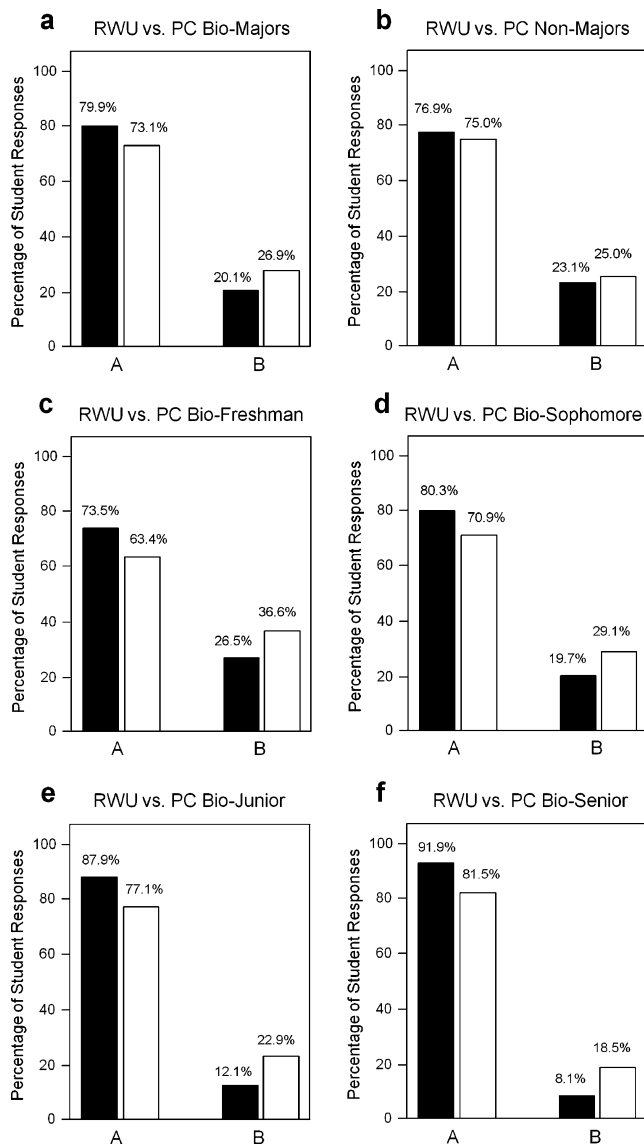 a
RWU vs. PC Bio-Majors
Percentage of Student Responses
100
80
60
40
20
0
79.9%
73.1%
20.1%
26.9%
A
B
b
RWU vs. PC Non-Majors
Percentage of Student Responses
100
80
60
40
20
0
76.9%
75.0%
23.1%
25.0%
A
B
c
RWU vs. PC Bio-Freshman
Percentage of Student Responses
100
80
60
40
20
0
73.5%
63.4%
26.5%
36.6%
A
B
d
RWU vs. PC Bio-Sophomore
Percentage of Student Responses
100
80
60
40
20
0
80.3%
70.9%
19.7%
29.1%
A
B
e
RWU vs. PC Bio-Junior
Percentage of Student Responses
100
80
60
40
20
0
87.9%
77.1%
12.1%
22.9%
A
B
f
RWU vs. PC Bio-Senior
Percentage of Student Responses
100
80
60
40
20
0
91.9%
81.5%
8.1%
18.5%
A
B